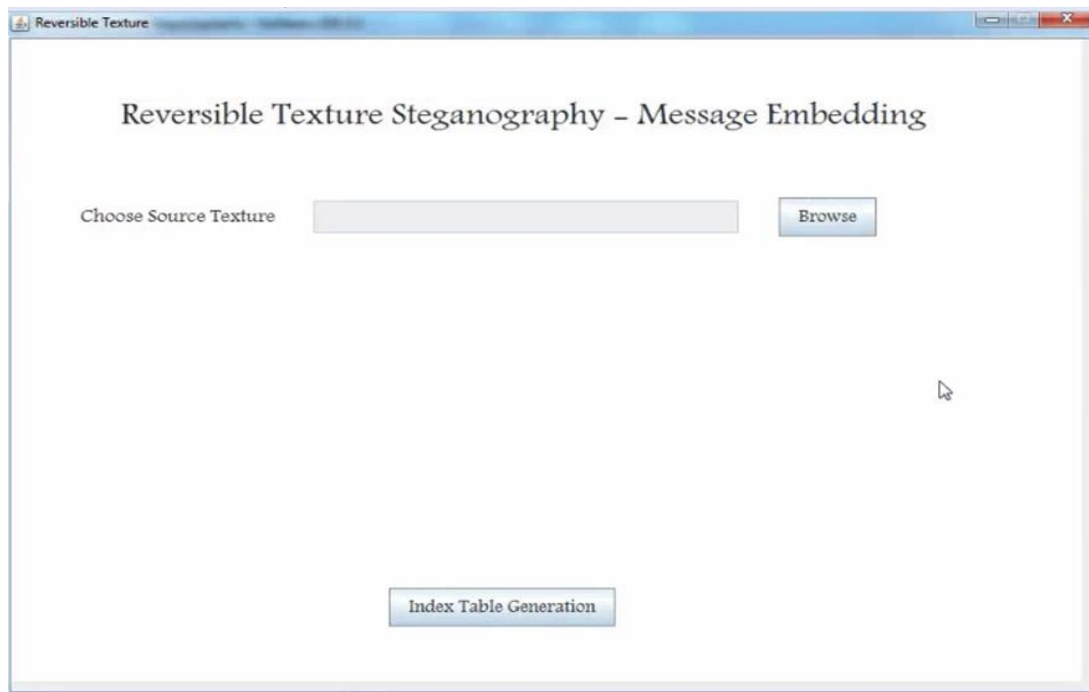 Reversible Texture
Reversible Texture Steganography - Message Embedding
Choose Source Texture
Browse
Index Table Generation